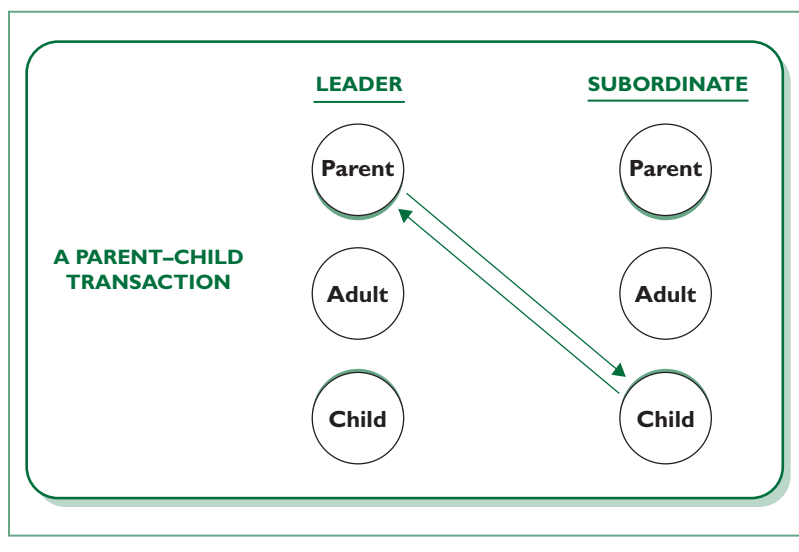 LEADER
SUBORDINATE
Parent
Parent
A PARENT–CHILD
TRANSACTION
Adult
Adult
Child
Child